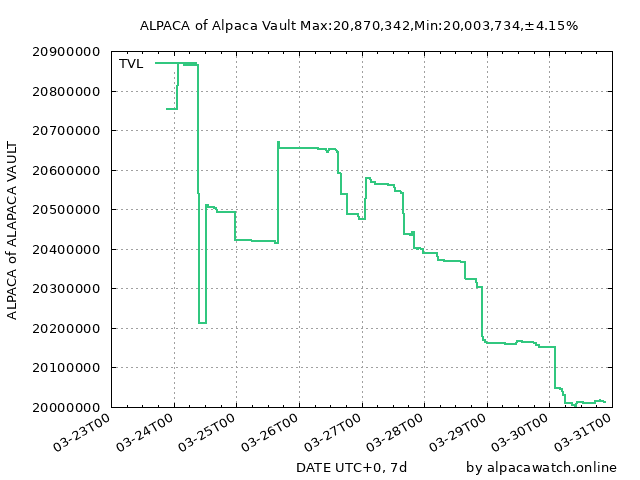 ALPACA of Alpaca Vault Max:20,870,342,Min:20,003,734,±4.15%
TVL
20900000
20800000
20700000
20600000
20500000
20400000
20300000
20200000
20100000
20000000
ALPACA of ALAPACA VAULT
03-23T00
03-24T00
03-25T00
03-26T00
03-27T00
03-28T00
03-29T00
03-30T00
03-31T00
DATE UTC+0, 7d
by alpacawatch.online